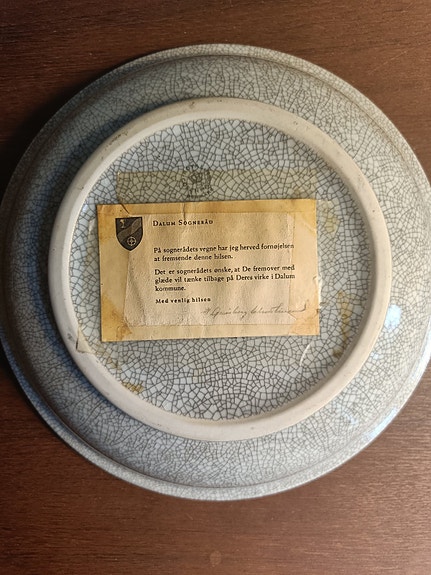 Dalum Sogneråd
På sognerådets vegne har jeg herved fornøjelsen
at fremsende denne hilsen.
Det er sognerådets ønske, at De fremover med
glæde vil tænke tilbage på Deres virke i Dalum
kommune.
Med venlig hilsen